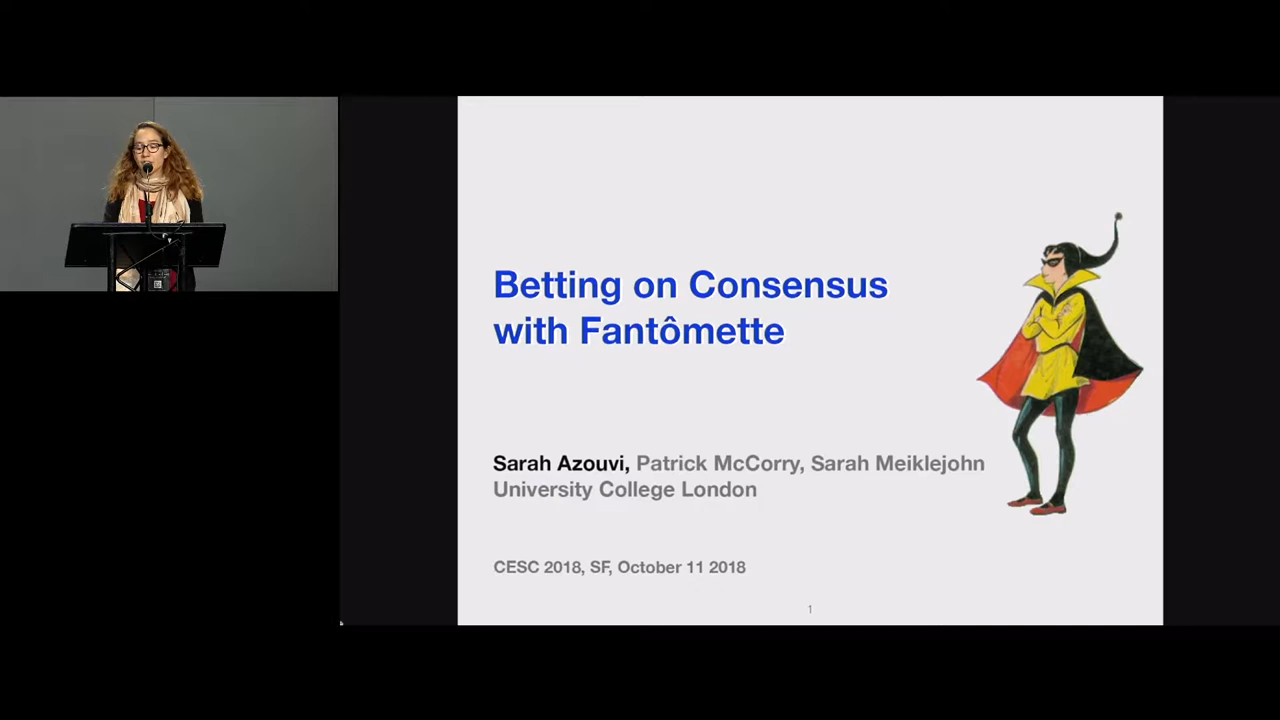 Betting on Consensus
with Fantômette
Sarah Azouvi, Patrick McCorry, Sarah Meiklejohn
University College London
CESC 2018, SF, October 11 2018
1